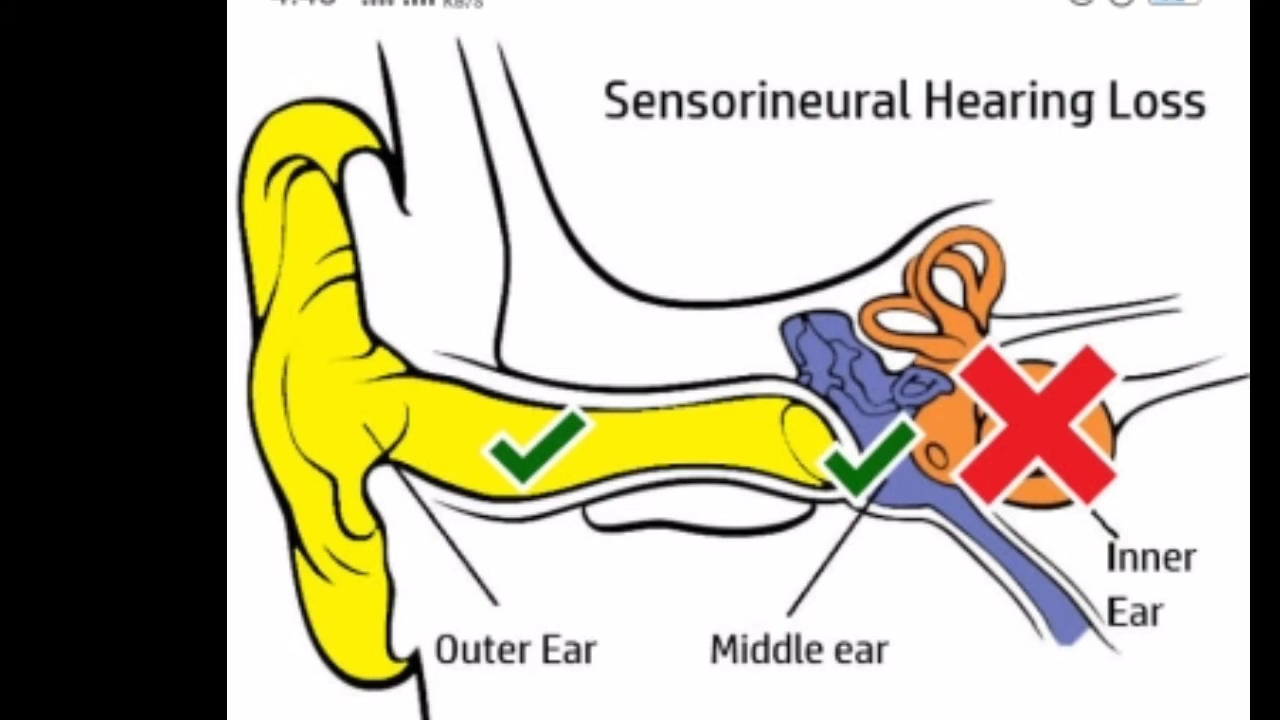 Sensorineural Hearing Loss
Inner
Ear
Outer Ear
Middle ear